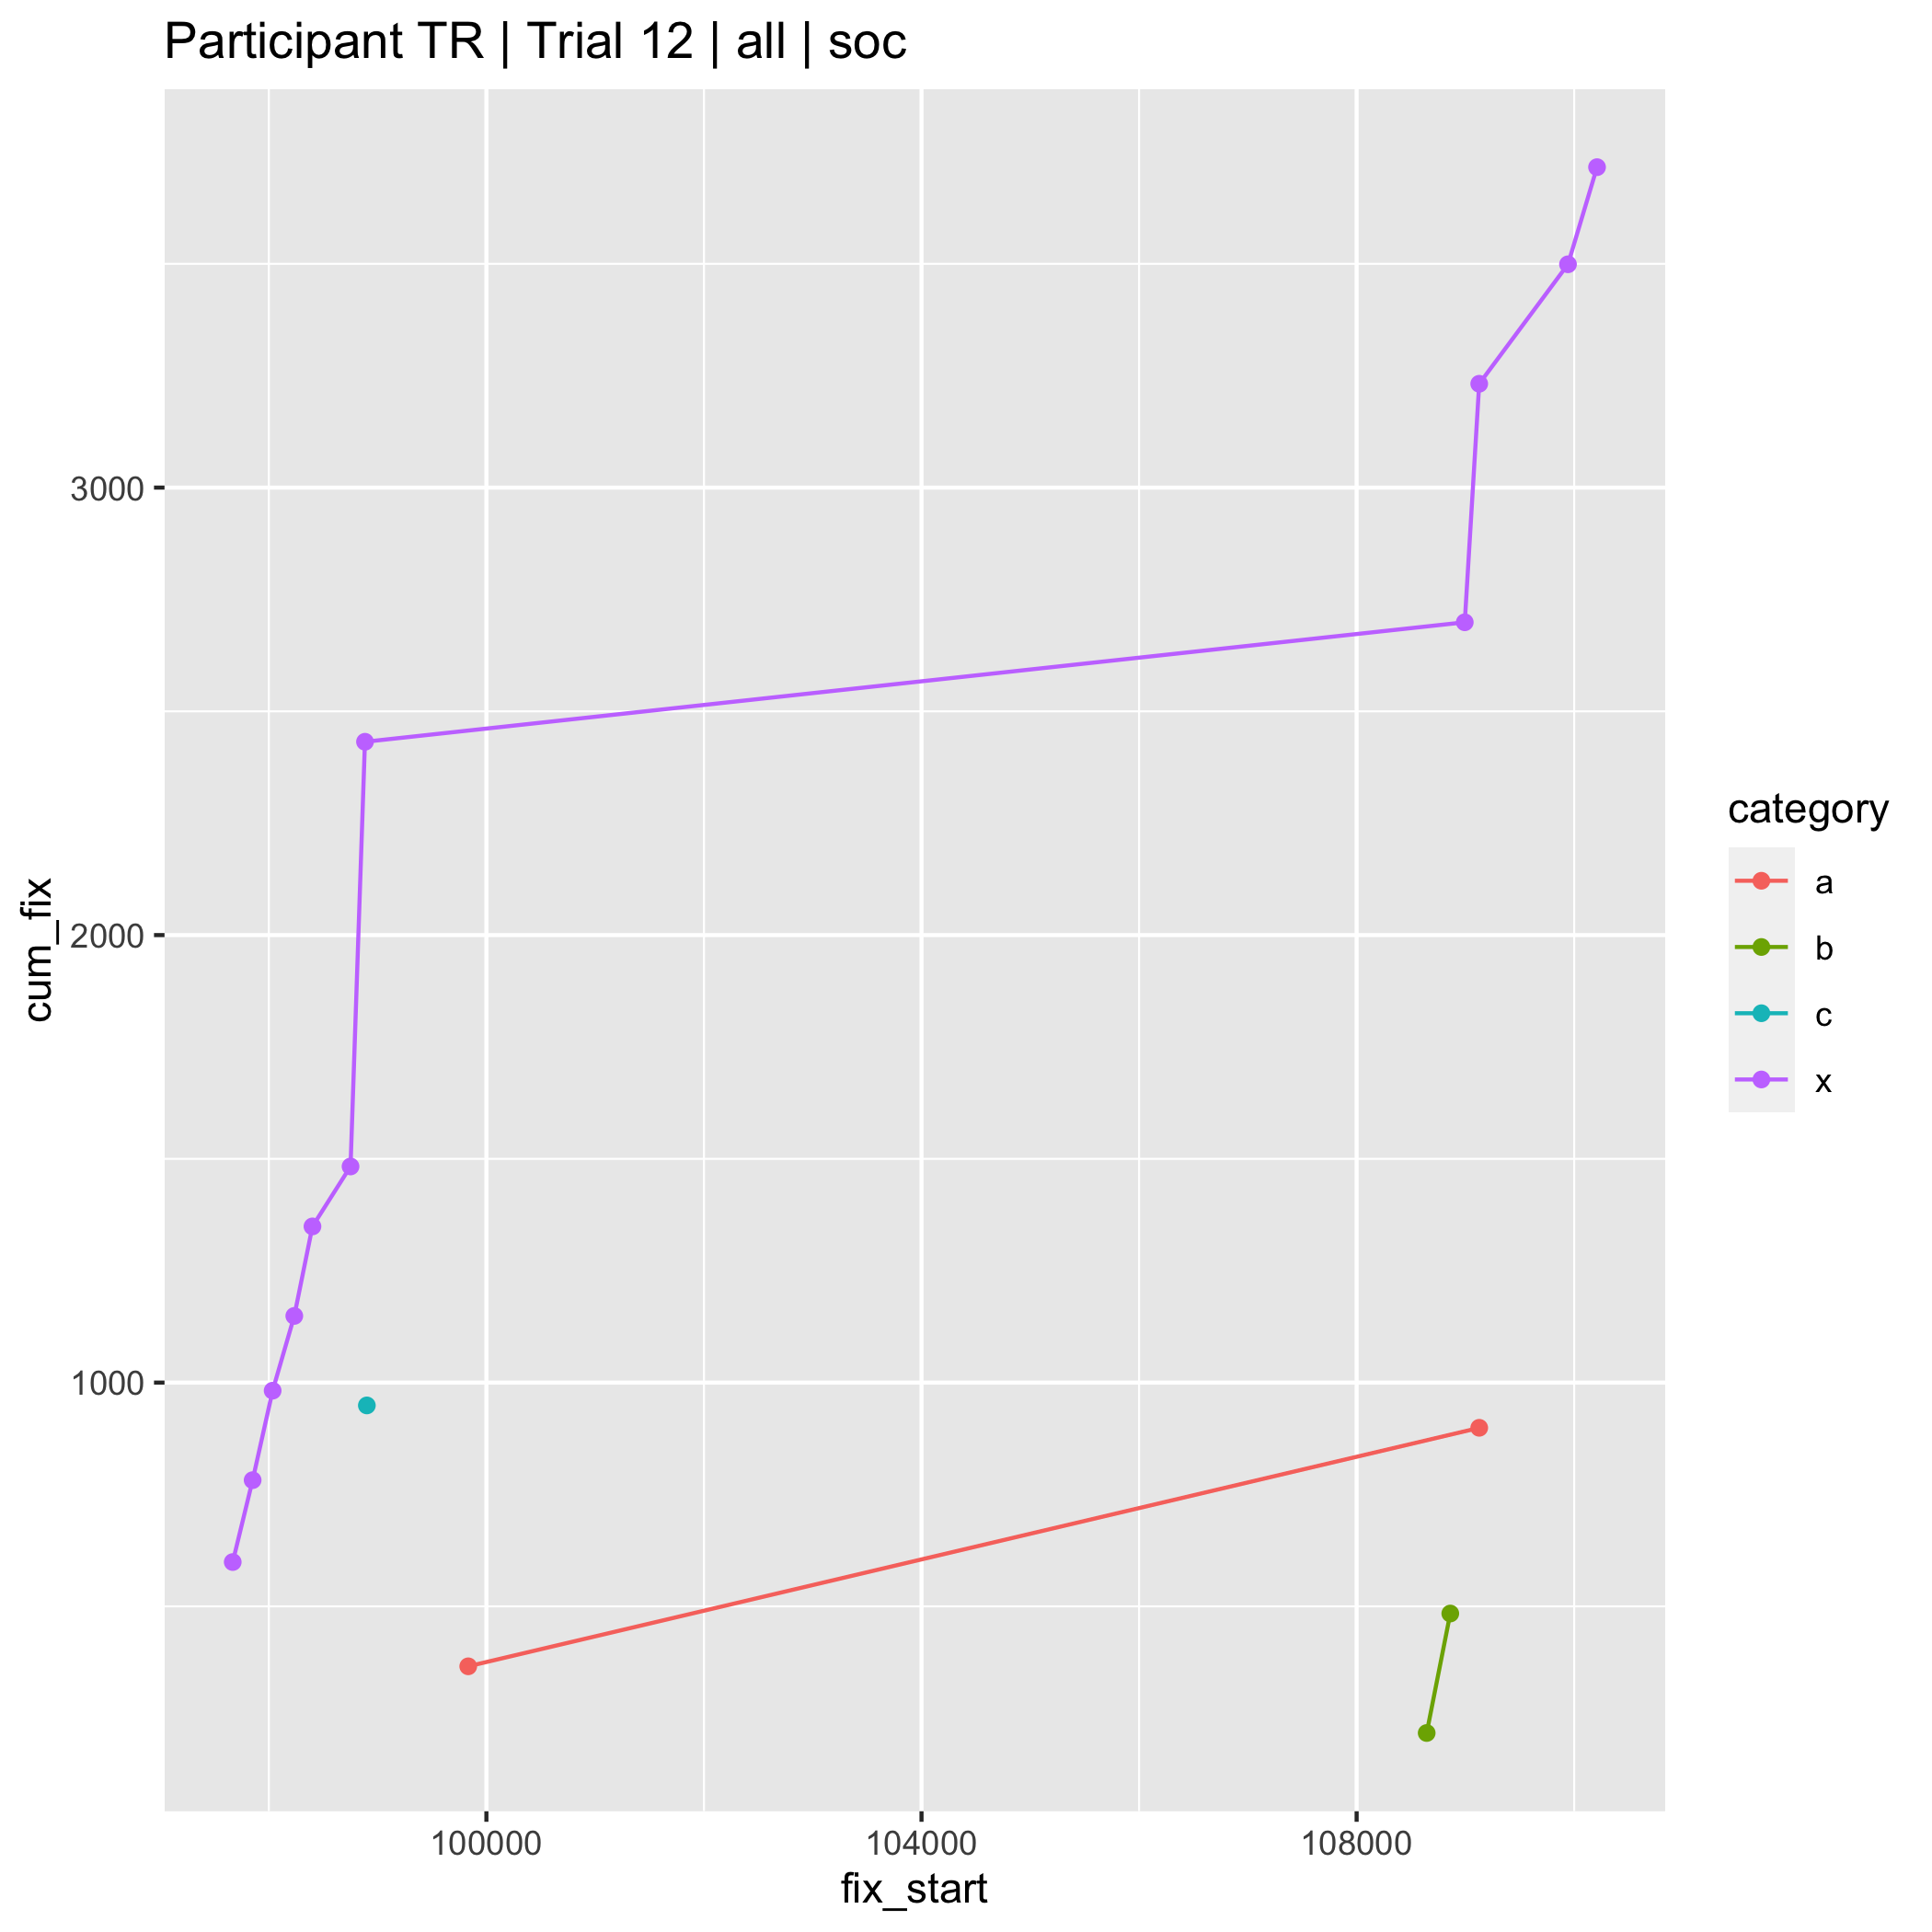 Participant TR | Trial 12 | all | soc
3000
2000
1000
cum_fix
100000
104000
108000
fix_start
category
a
b
c
x